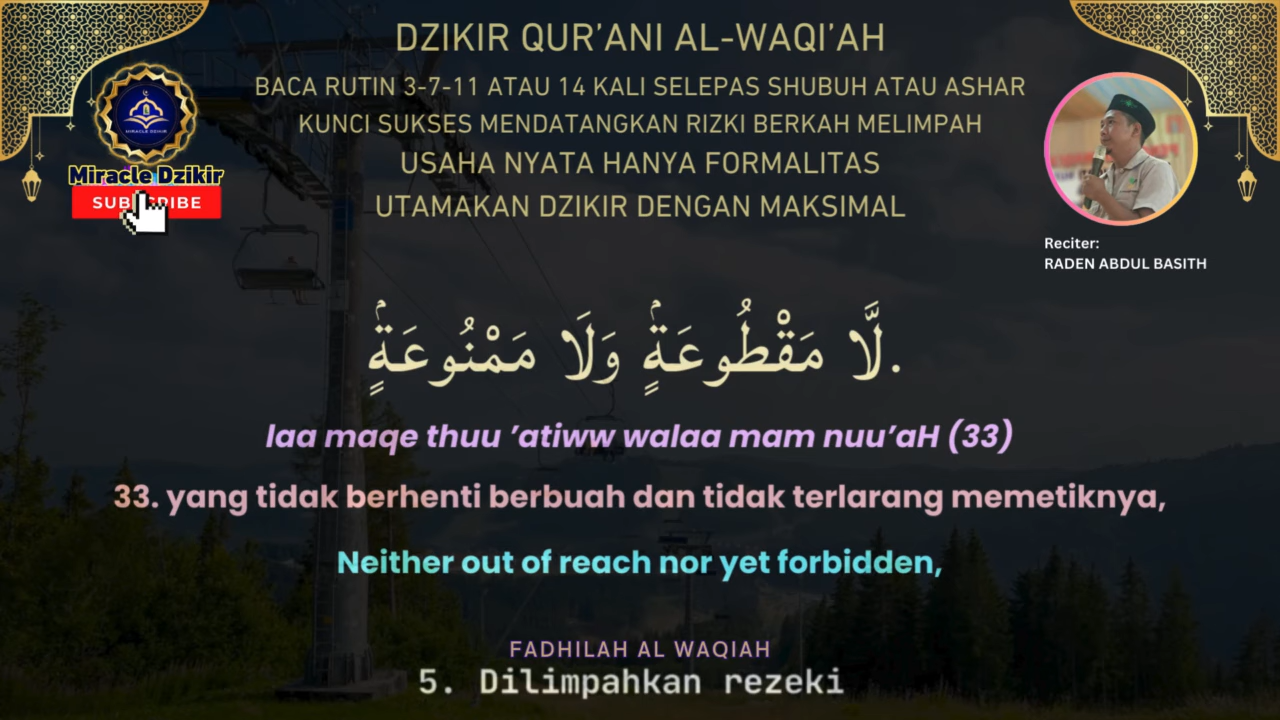 DZIKIR QUR'ANI AL-WAQI'AH
BACA RUTIN 3-7-11 ATAU 14 KALI SELEPAS SHUBUH ATAU ASHAR
KUNCI SUKSES MENDATANGKAN RIZKI BERKAH MELIMPAH
USAHA NYATA HANYA FORMALITAS
UTAMAKAN DZIKIR DENGAN MAKSIMAL
MIRACLE DZIKIR
Miracle Dzikir
Reciter:
RADEN ABDUL BASITH
لَّا مَقْطُوعَةٍۢ وَلَا مَمْنُوعَةٍۢ.
laa maqe thuu ’atiww walaa mam nuu’aH (33)
33. yang tidak berhenti berbuah dan tidak terlarang memetiknya,
Neither out of reach nor yet forbidden,
FADHILAH AL WAQIAH
5. Dilimpahkan rezeki